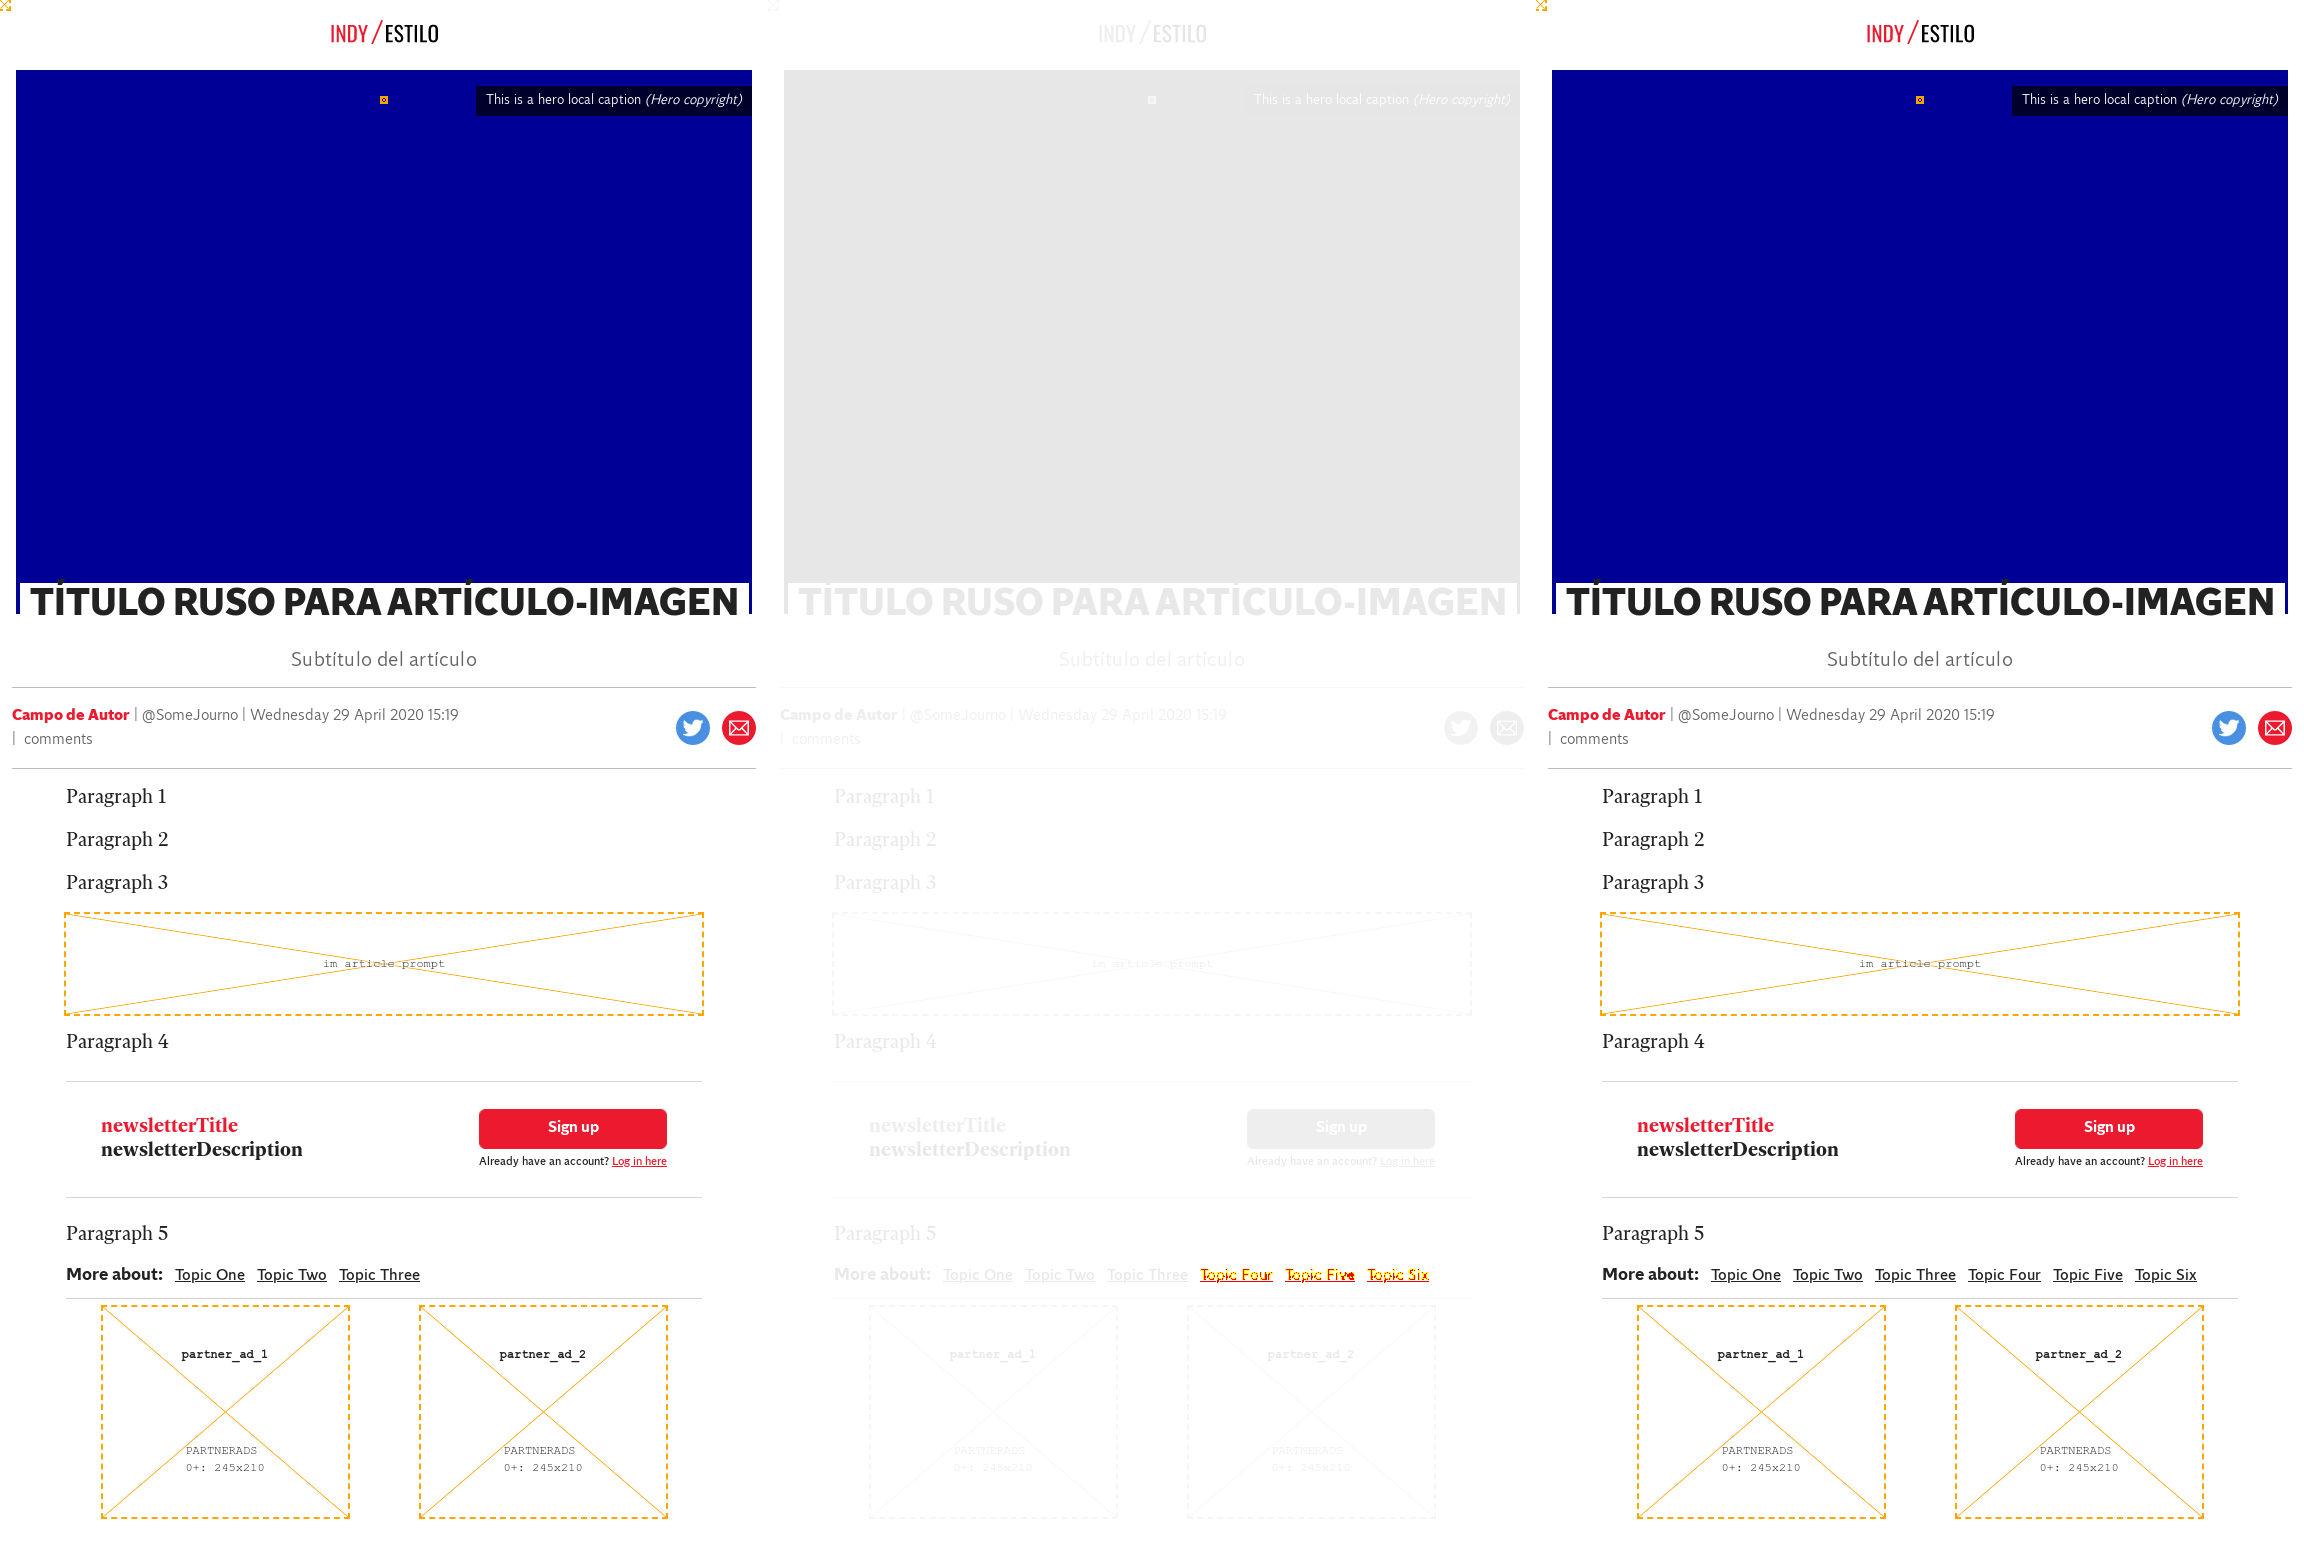 INDY/ESTILO
This is a hero local caption (Hero copyright)
TÍTULO RUSO PARA ARTÍCULO-IMAGEN
Subtítulo del artículo
Campo de Autor | @SomeJourno | Wednesday 29 April 2020 15:19
| comments
Paragraph 1
Paragraph 2
Paragraph 3
im article prompt
Paragraph 4
newsletterTitle
newsletterDescription
Sign up
Already have an account? Log in here
Paragraph 5
More about: Topic One Topic Two Topic Three
partner_ad_1
PARTNERADS
0+: 245x210
partner_ad_2
PARTNERADS
0+: 245x210
INDY/ESTILO
This is a hero local caption (Hero copyright)
TÍTULO RUSO PARA ARTÍCULO-IMAGEN
Subtítulo del artículo
Campo de Autor | @SomeJourno | Wednesday 29 April 2020 15:19
| comments
Paragraph 1
Paragraph 2
Paragraph 3
im article prompt
Paragraph 4
newsletterTitle
newsletterDescription
Sign up
Already have an account? Log in here
Paragraph 5
More about: Topic One Topic Two Topic Three Topic Four Topic Five Topic Six
partner_ad_1
PARTNERADS
0+: 245x210
partner_ad_2
PARTNERADS
0+: 245x210
INDY/ESTILO
This is a hero local caption (Hero copyright)
TÍTULO RUSO PARA ARTÍCULO-IMAGEN
Subtítulo del artículo
Campo de Autor | @SomeJourno | Wednesday 29 April 2020 15:19
| comments
Paragraph 1
Paragraph 2
Paragraph 3
im article prompt
Paragraph 4
newsletterTitle
newsletterDescription
Sign up
Already have an account? Log in here
Paragraph 5
More about: Topic One Topic Two Topic Three Topic Four Topic Five Topic Six
partner_ad_1
PARTNERADS
0+: 245x210
partner_ad_2
PARTNERADS
0+: 245x210